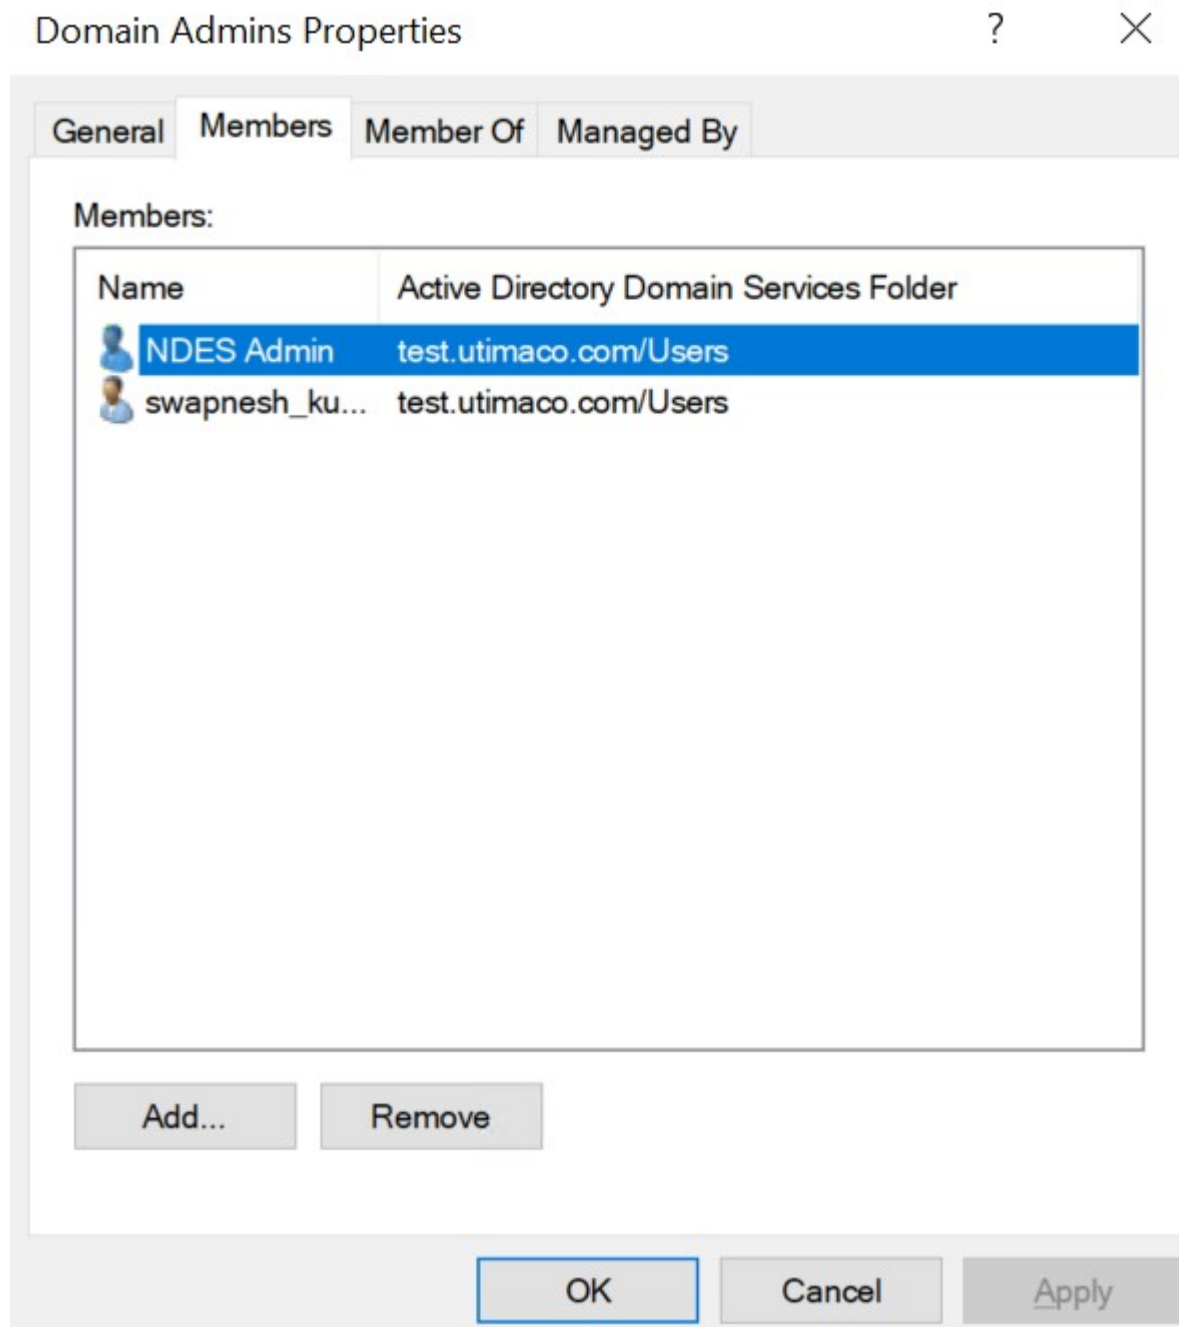 Domain Admins Properties ? ×
General Members Member Of Managed By
Members:
Name Active Directory Domain Services Folder
NDES Admin test.utimaco.com/Users
swapnesh_ku... test.utimaco.com/Users
Add... Remove
OK Cancel Apply